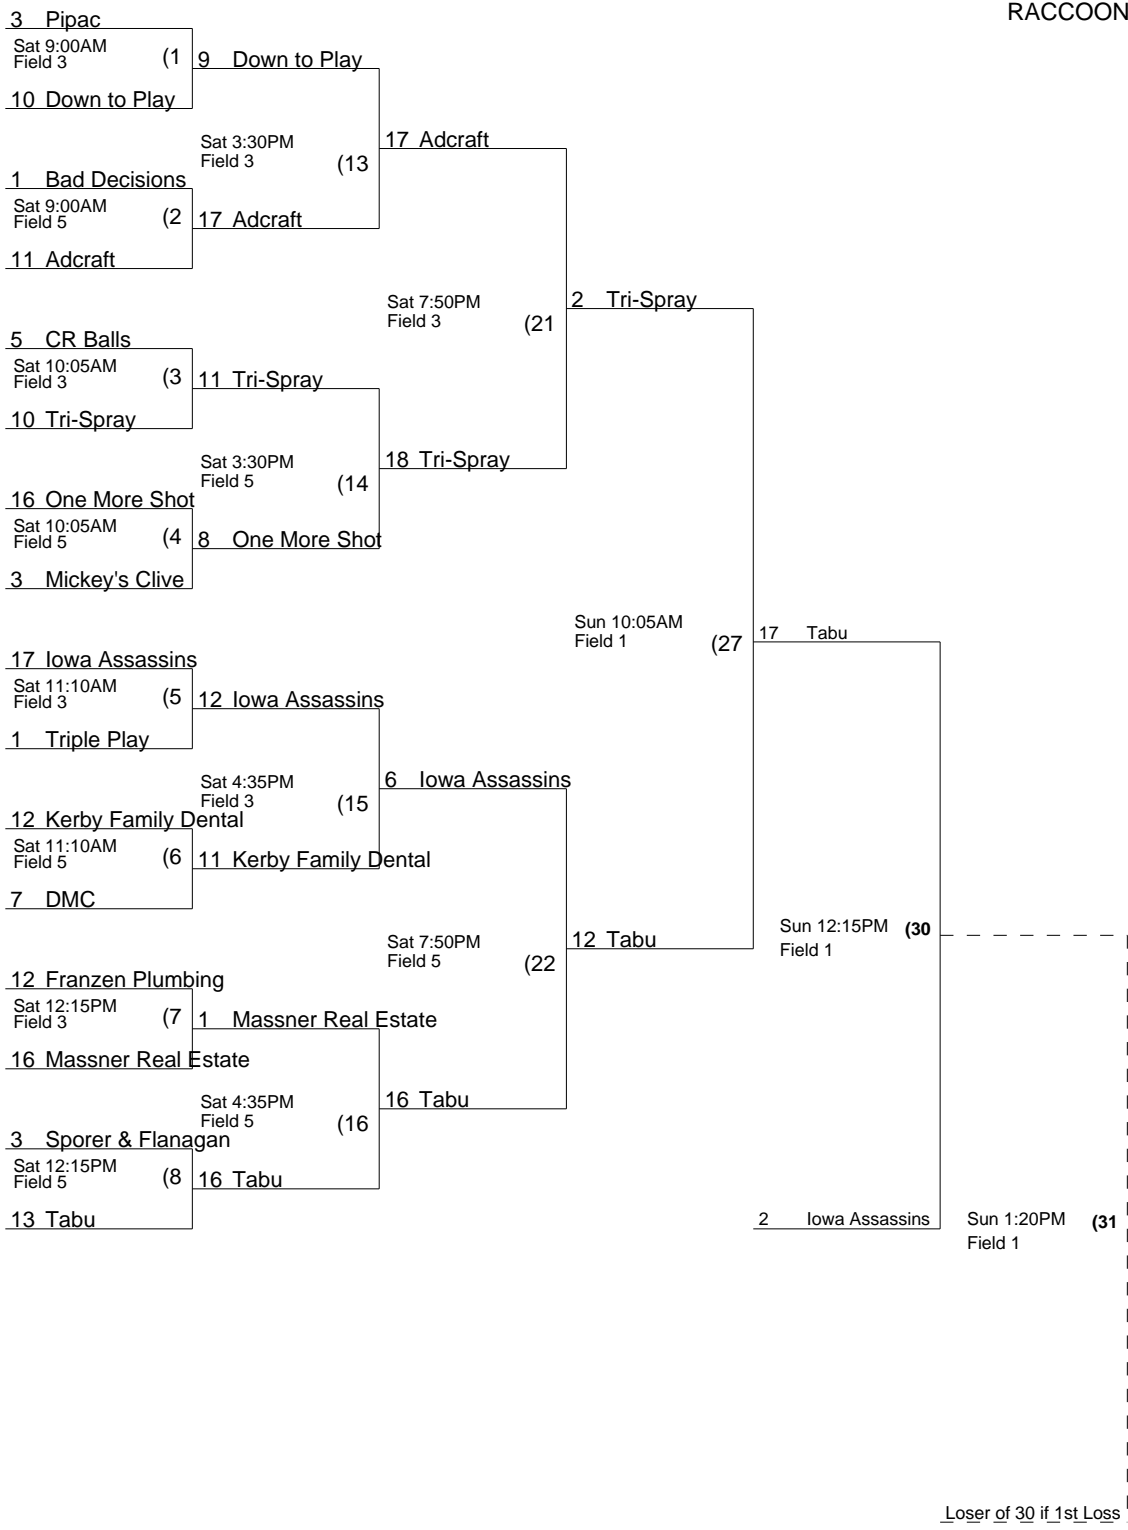 RACCOON
3 Pipac
Sat 9:00AM
Field 3
(1
9 Down to Play
10 Down to Play
Sat 3:30PM
Field 3
(13
17 Adcraft
1 Bad Decisions
Sat 9:00AM
Field 5
(2
17 Adcraft
11 Adcraft
Sat 7:50PM
Field 3
(21
2 Tri-Spray
5 CR Balls
Sat 10:05AM
Field 3
(3
11 Tri-Spray
10 Tri-Spray
Sat 3:30PM
Field 5
(14
18 Tri-Spray
16 One More Shot
Sat 10:05AM
Field 5
(4
8 One More Shot
3 Mickey's Clive
Sun 10:05AM
Field 1
(27
17 Tabu
17 Iowa Assassins
Sat 11:10AM
Field 3
(5
12 Iowa Assassins
1 Triple Play
Sat 4:35PM
Field 3
(15
6 Iowa Assassins
12 Kerby Family Dental
Sat 11:10AM
Field 5
(6
11 Kerby Family Dental
7 DMC
Sat 7:50PM
Field 5
(22
12 Tabu
Sun 12:15PM
Field 1
(30
12 Franzen Plumbing
Sat 12:15PM
Field 3
(7
1 Massner Real Estate
16 Massner Real Estate
Sat 4:35PM
Field 5
(16
16 Tabu
3 Sporer & Flanagan
Sat 12:15PM
Field 5
(8
16 Tabu
13 Tabu
2 Iowa Assassins
Sun 1:20PM
Field 1
(31
Loser of 30 if 1st Loss